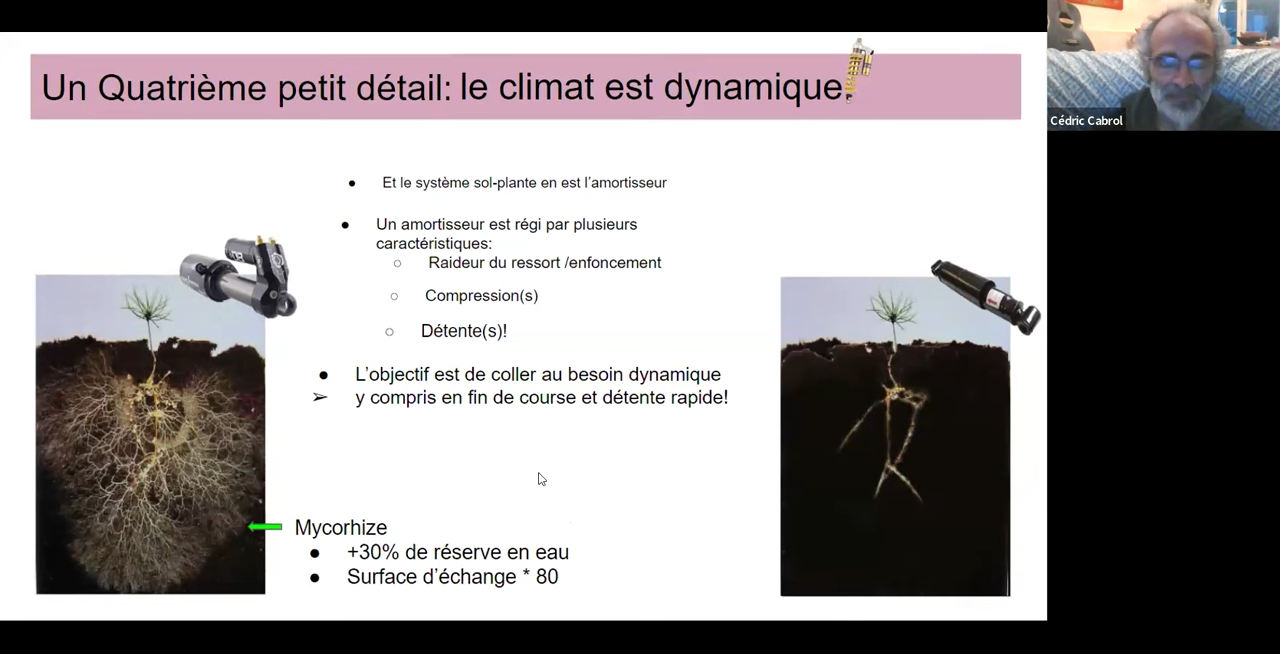 Un Quatrième petit détail: le climat est dynamique
Cédric Cabrol
Et le système sol-plante en est l'amortisseur
Un amortisseur est régi par plusieurs
caractéristiques:
Raideur du ressort /enfoncement
Compression(s)
Détente(s)!
L'objectif est de coller au besoin dynamique
y compris en fin de course et détente rapide!
Mycorhize
+30% de réserve en eau
Surface d'échange * 80